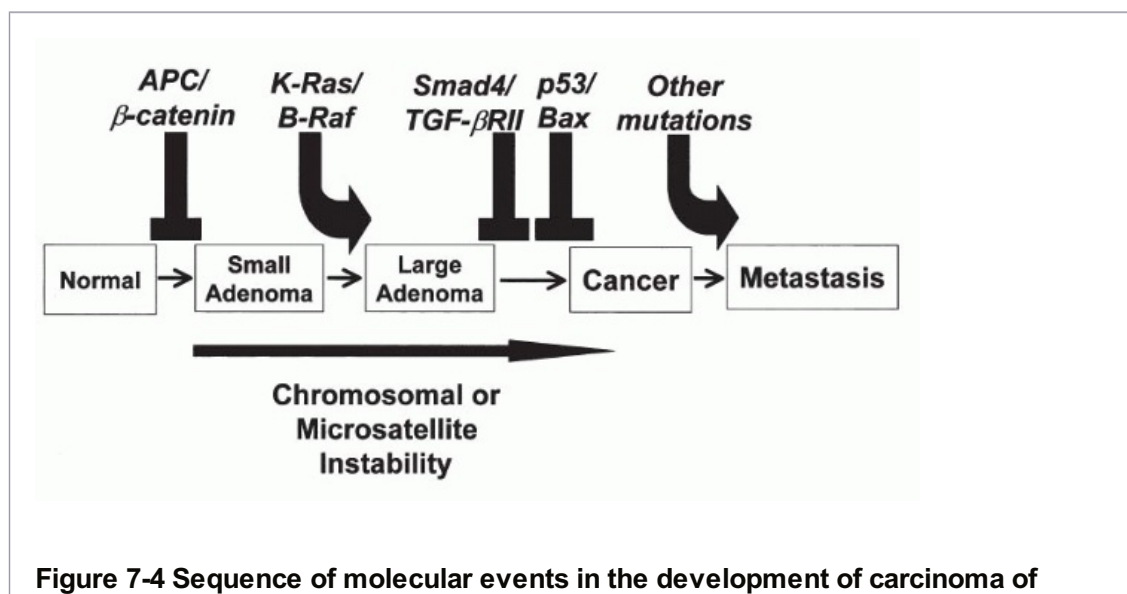 APC/
β-catenin
K-Ras/
B-Raf
Smad4/
TGF-βRII
p53/
Bax
Other
mutations
Normal
Small
Adenoma
Large
Adenoma
Cancer
Metastasis
Chromosomal or
Microsatellite
Instability
Figure 7-4 Sequence of molecular events in the development of carcinoma of